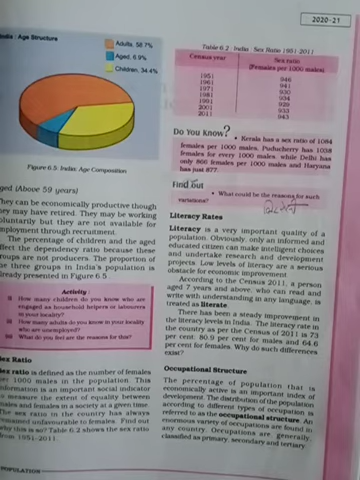 2020-21
India : Age Structure
Adults, 58.7%
Aged, 6.9%
Children, 34.4%
Figure 6.5: India: Age Composition
Aged (Above 59 years)
They can be economically productive though
they may have retired. They may be working
voluntarily but they are not available for
employment through recruitment.
The percentage of children and the aged
affect the dependency ratio because these
groups are not producers. The proportion of
the three groups in India's population is
already presented in Figure 6.5
Activity :
i) How many children do you know who are
engaged as household helpers or labourers
in your locality?
ii) How many adults do you know in your locality
who are unemployed?
iii) What do you feel are the reasons for this?
Sex Ratio
Sex ratio is defined as the number of females
per 1000 males in the population. This
information is an important social indicator
to measure the extent of equality between
males and females in a society at a given time.
The sex ratio in the country has always
remained unfavourable to females. Find out
why this is so? Table 6.2 shows the sex ratio
from 1951-2011.
POPULATION
Table 6.2 : India : Sex Ratio 1951-2011
Census year Sex ratio
(Females per 1000 males)
1951 946
1961 941
1971 930
1981 934
1991 929
2001 933
2011 943
Do You Know? • Kerala has a sex ratio of 1084
females per 1000 males, Puducherry has 1038
females for every 1000 males, while Delhi has
only 866 females per 1000 males and Haryana
has just 877.
Find out
• What could be the reasons for such
variations?
Literacy Rates
Literacy is a very important quality of a
population. Obviously, only an informed and
educated citizen can make intelligent choices
and undertake research and development
projects. Low levels of literacy are a serious
obstacle for economic improvement
According to the Census of 2011, a person
aged 7 years and above, who can read and
write with understanding in any language, is
treated as literate.
There has been a steady improvement in
the literacy levels in India. The literacy rate in
the country as per the Census of 2011 is 73
per cent; 80.9 per cent for males and 64.6
per cent for females. Why do such differences
exist?
Occupational Structure
The percentage of population that is
economically active is an important index of
development. The distribution of the population
according to different types of occupation is
referred to as the occupational structure. An
enormous variety of occupations are found in
any country. Occupations are generally
classified as primary, secondary and tertiary